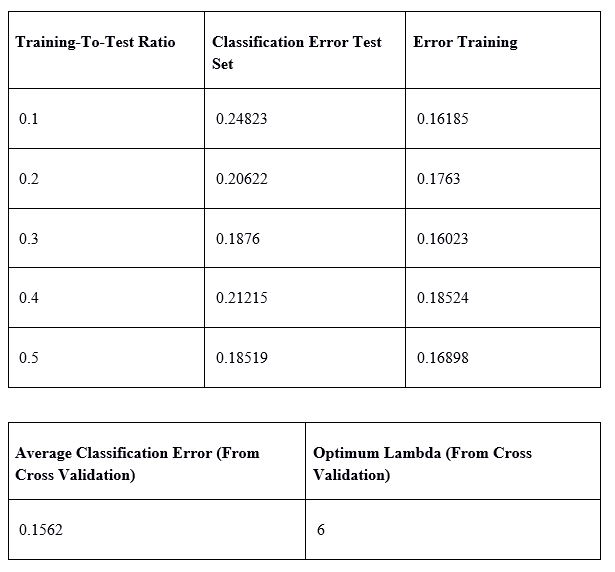 Training-To-Test Ratio Classification Error Test Error Training
Set
0.1 0.24823 0.16185
0.2 0.20622 0.1763
0.3 0.1876 0.16023
0.4 0.21215 0.18524
0.5 0.18519 0.16898
Average Classification Error (From Optimum Lambda (From Cross
Cross Validation) Validation)
0.1562 6